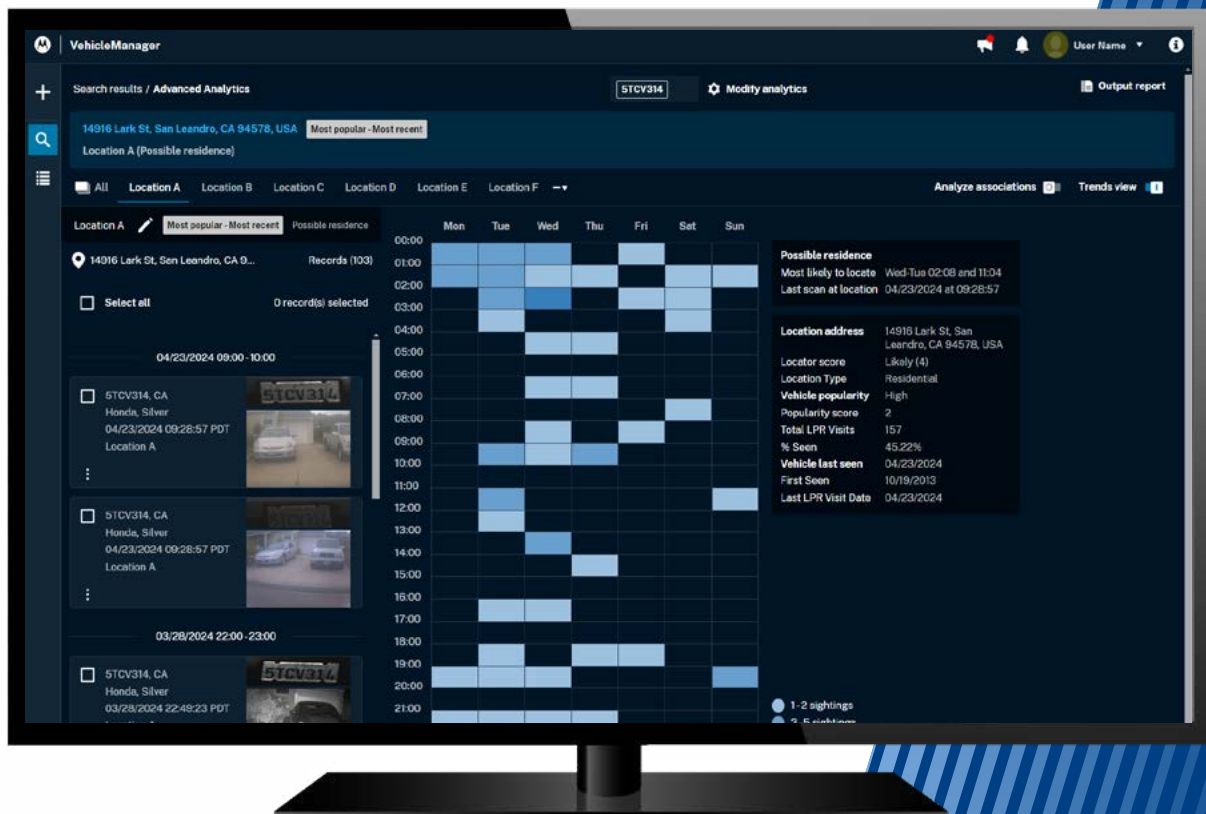 VehicleManager
User Name
Search results / Advanced Analytics
5TCV314
Modify analytics
Output report
14916 Lark St, San Leandro, CA 94578, USA Most popular - Most recent
Location A (Possible residence)
All Location A Location B Location C Location D Location E Location F
Analyze associations
Trends view
Location A Most popular - Most recent Possible residence
14916 Lark St, San Leandro, CA 9... Records (103)
Select all 0 record(s) selected
04/23/2024 09:00 - 10:00
5TCV314, CA
Honda, Silver
04/23/2024 09:28:57 PDT
Location A
5TCV314
5TCV314, CA
Honda, Silver
04/23/2024 09:28:57 PDT
Location A
03/28/2024 22:00 - 23:00
5TCV314, CA
Honda, Silver
03/28/2024 22:49:23 PDT
5TCV314
Mon Tue Wed Thu Fri Sat Sun
00:00
01:00
02:00
03:00
04:00
05:00
06:00
07:00
08:00
09:00
10:00
11:00
12:00
13:00
14:00
15:00
16:00
17:00
18:00
19:00
20:00
21:00
Possible residence
Most likely to locate Wed-Tue 02:08 and 11:04
Last scan at location 04/23/2024 at 09:28:57
Location address 14916 Lark St, San
Leandro, CA 94578, USA
Locator score Likely (4)
Location Type Residential
Vehicle popularity High
Popularity score 2
Total LPR Visits 157
% Seen 45.22%
Vehicle last seen 04/23/2024
First Seen 10/19/2013
Last LPR Visit Date 04/23/2024
1-2 sightings